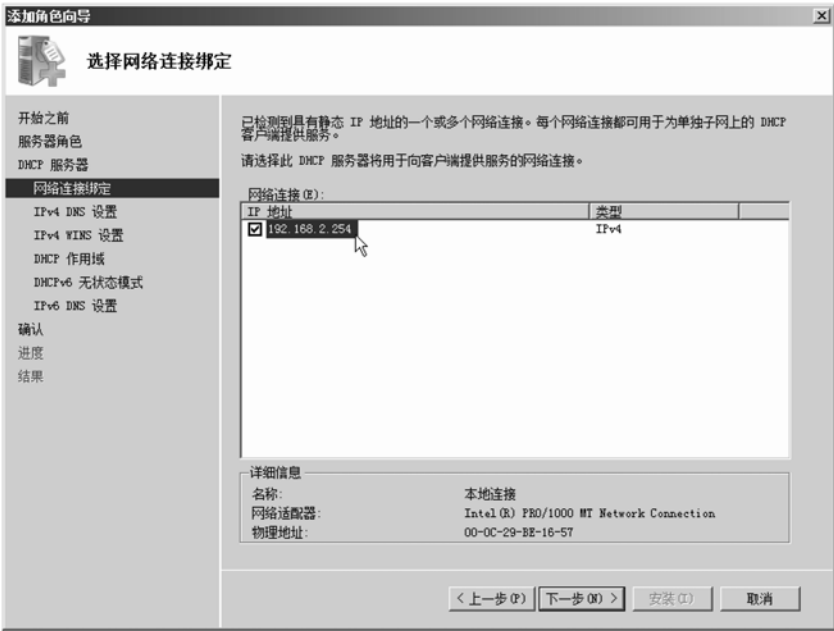 添加角色向导
选择网络连接绑定
开始之前
服务器角色
DHCP 服务器
网络连接绑定
IPv4 DNS 设置
IPv4 WINS 设置
DHCP 作用域
DHCPv6 无状态模式
IPv6 DNS 设置
确认
进度
结果
已检测到具有静态 IP 地址的一个或多个网络连接。每个网络连接都可用于为单独子网上的 DHCP
客户端提供服务。
请选择此 DHCP 服务器将用于向客户端提供服务的网络连接。
网络连接(E):
IP 地址 类型
192.168.2.254 IPv4
详细信息
名称: 本地连接
网络适配器: Intel(R) PRO/1000 MT Network Connection
物理地址: 00-0C-29-BE-16-57
< 上一步(P) 下一步(N) > 安装(I) 取消